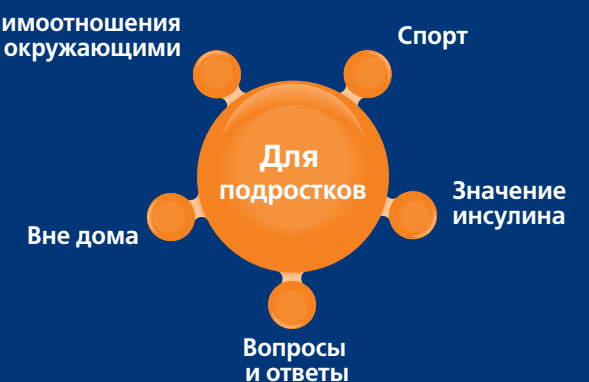 имоотношения
окружающими
Спорт
Для
подростков
Значение
инсулина
Вне дома
Вопросы
и ответы